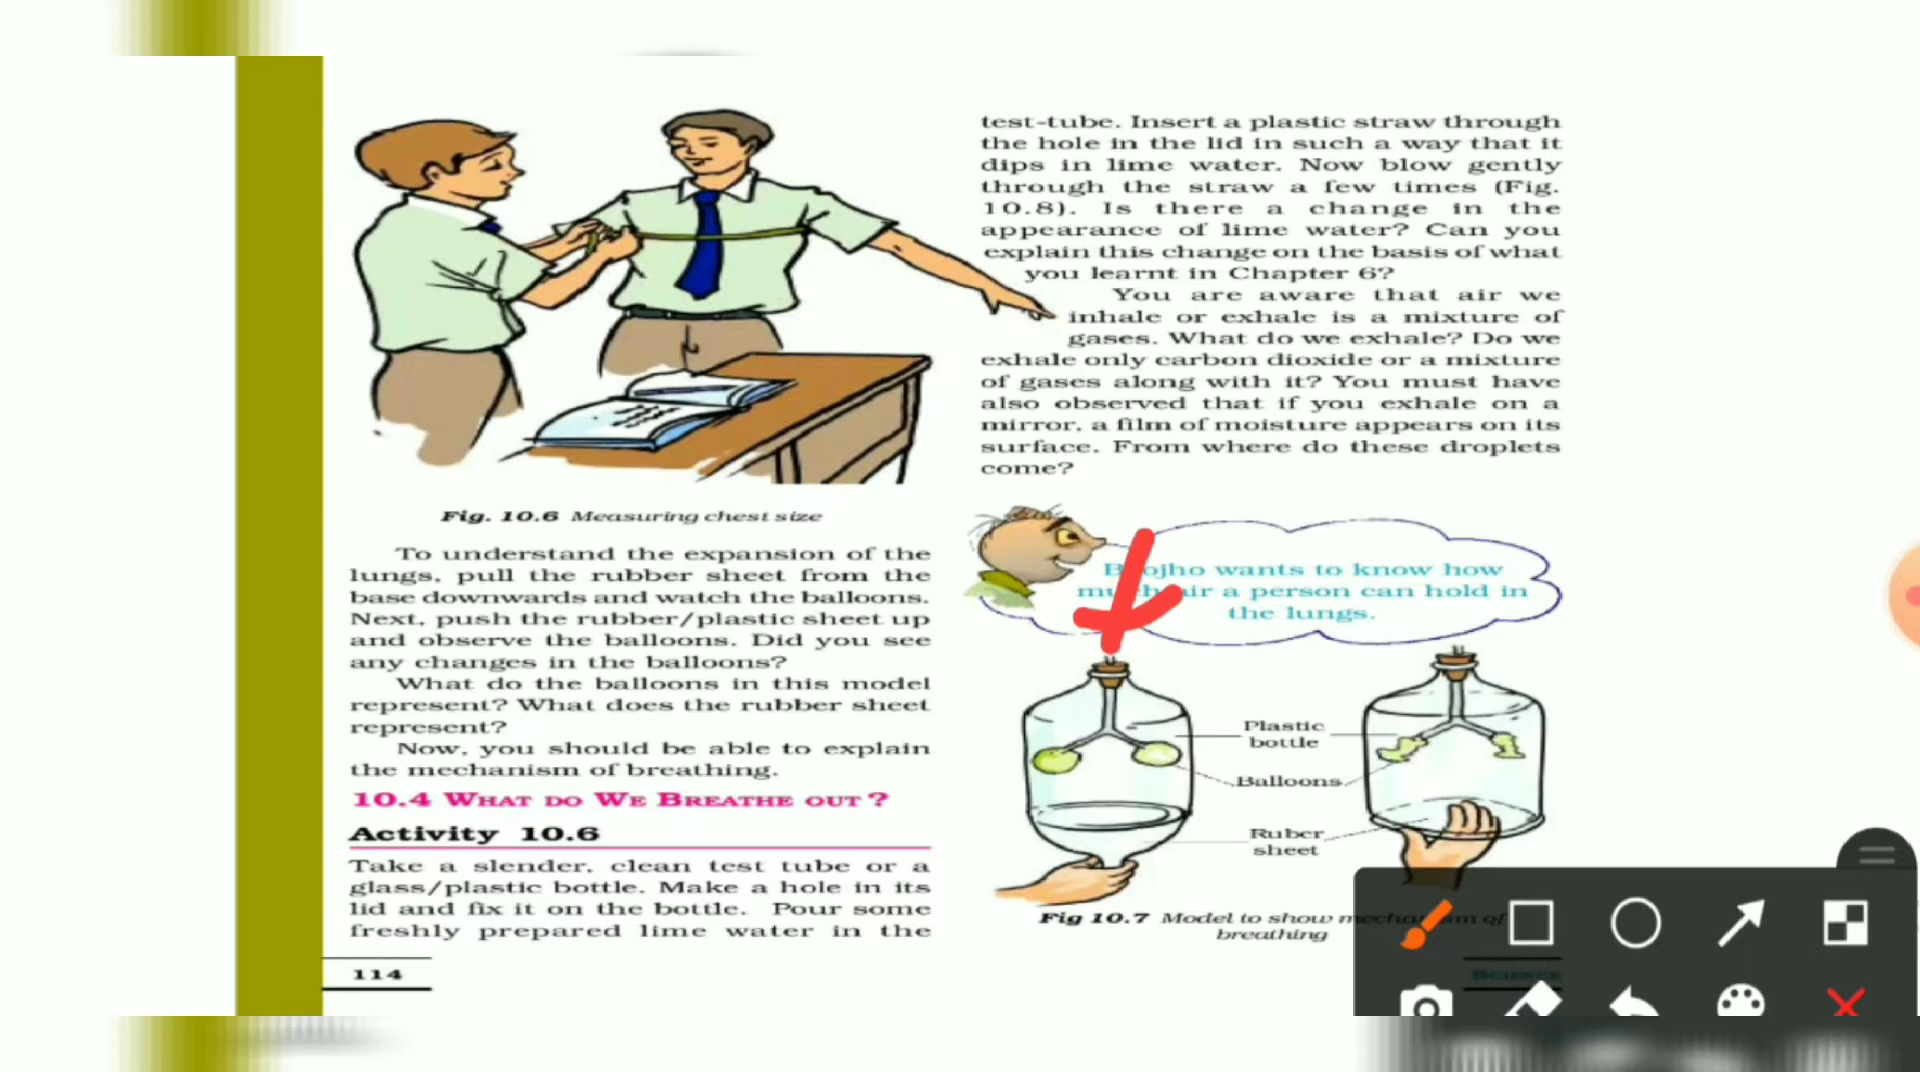 Fig. 10.6 Measuring chest size
To understand the expansion of the
lungs, pull the rubber sheet from the
base downwards and watch the balloons.
Next, push the rubber/plastic sheet up
and observe the balloons. Did you see
any changes in the balloons?
What do the balloons in this model
represent? What does the rubber sheet
represent?
Now, you should be able to explain
the mechanism of breathing.
10.4 WHAT DO WE BREATHE OUT?
Activity 10.6
Take a slender, clean test tube or a
glass/plastic bottle. Make a hole in its
lid and fix it on the bottle. Pour some
freshly prepared lime water in the
114
test-tube. Insert a plastic straw through
the hole in the lid in such a way that it
dips in lime water. Now blow gently
through the straw a few times (Fig.
10.8). Is there a change in the
appearance of lime water? Can you
explain this change on the basis of what
you learnt in Chapter 6?
You are aware that air we
inhale or exhale is a mixture of
gases. What do we exhale? Do we
exhale only carbon dioxide or a mixture
of gases along with it? You must have
also observed that if you exhale on a
mirror, a film of moisture appears on its
surface. From where do these droplets
come?
Boojho wants to know how
much air a person can hold in
the lungs.
Plastic
bottle
Balloons
Ruber
sheet
Fig 10.7 Model to show mechanism of
breathing
SCIENCE